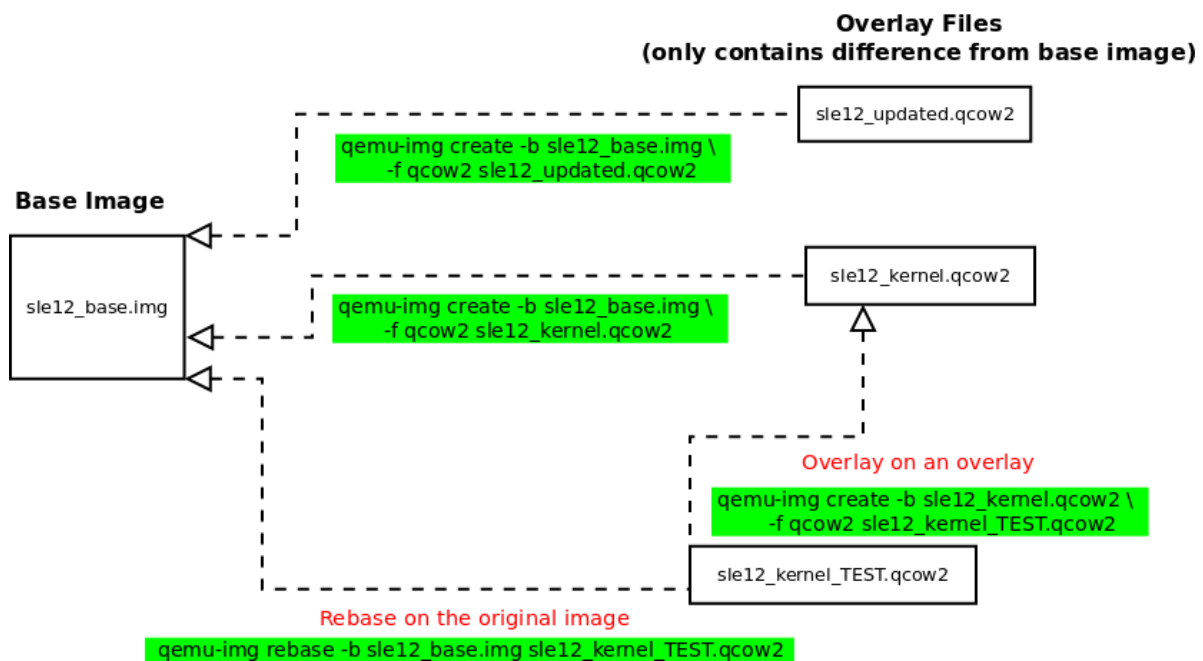 Overlay Files
(only contains difference from base image)
sle12_updated.qcow2
qemu-img create -b sle12_base.img \
-f qcow2 sle12_updated.qcow2
Base Image
sle12_base.img
sle12_kernel.qcow2
qemu-img create -b sle12_base.img \
-f qcow2 sle12_kernel.qcow2
Overlay on an overlay
qemu-img create -b sle12_kernel.qcow2 \
-f qcow2 sle12_kernel_TEST.qcow2
sle12_kernel_TEST.qcow2
Rebase on the original image
qemu-img rebase -b sle12_base.img sle12_kernel_TEST.qcow2